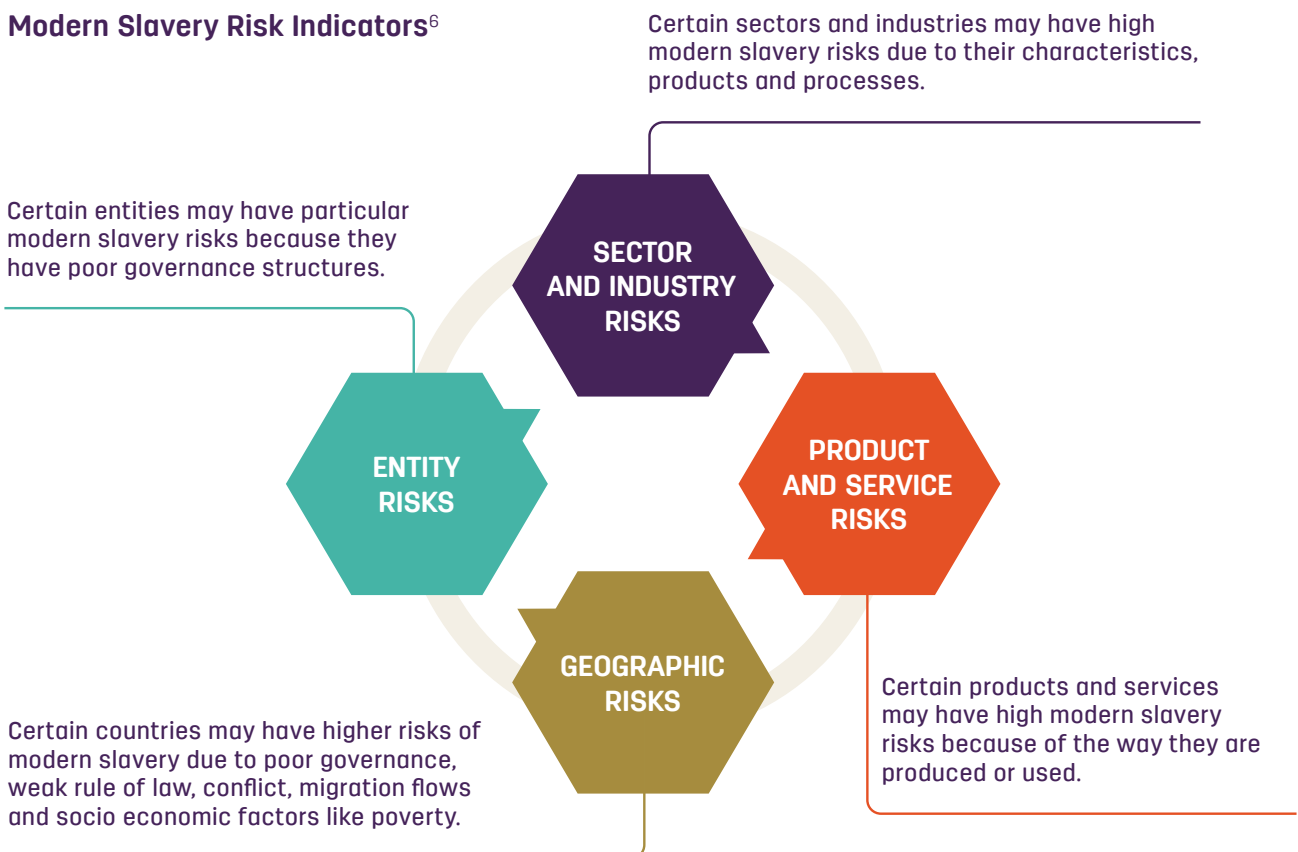 Modern Slavery Risk Indicators⁶
Certain sectors and industries may have high
modern slavery risks due to their characteristics,
products and processes.
Certain entities may have particular
modern slavery risks because they
have poor governance structures.
SECTOR
AND INDUSTRY
RISKS
ENTITY
RISKS
PRODUCT
AND SERVICE
RISKS
GEOGRAPHIC
RISKS
Certain countries may have higher risks of
modern slavery due to poor governance,
weak rule of law, conflict, migration flows
and socio economic factors like poverty.
Certain products and services
may have high modern slavery
risks because of the way they are
produced or used.